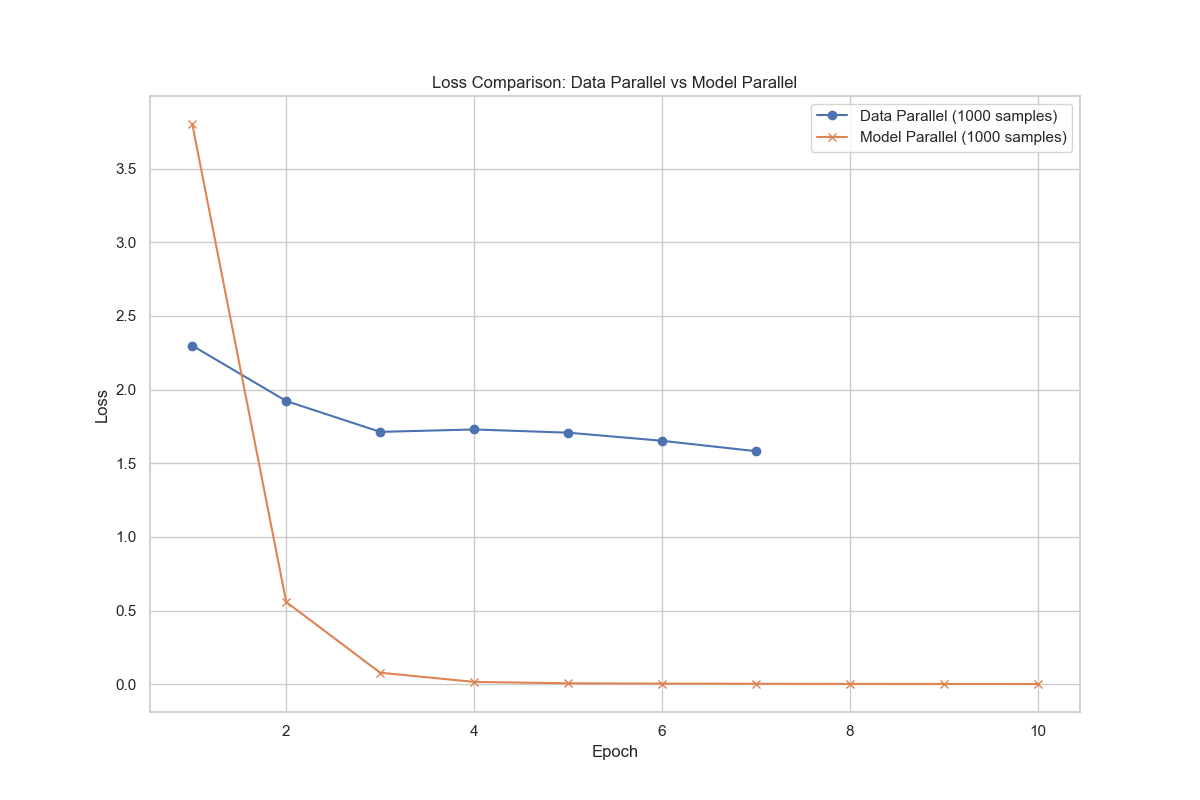 Loss Comparison: Data Parallel vs Model Parallel
Data Parallel (1000 samples)
Model Parallel (1000 samples)
3.5
3.0
2.5
2.0
1.5
1.0
0.5
0.0
Loss
2
4
6
8
10
Epoch